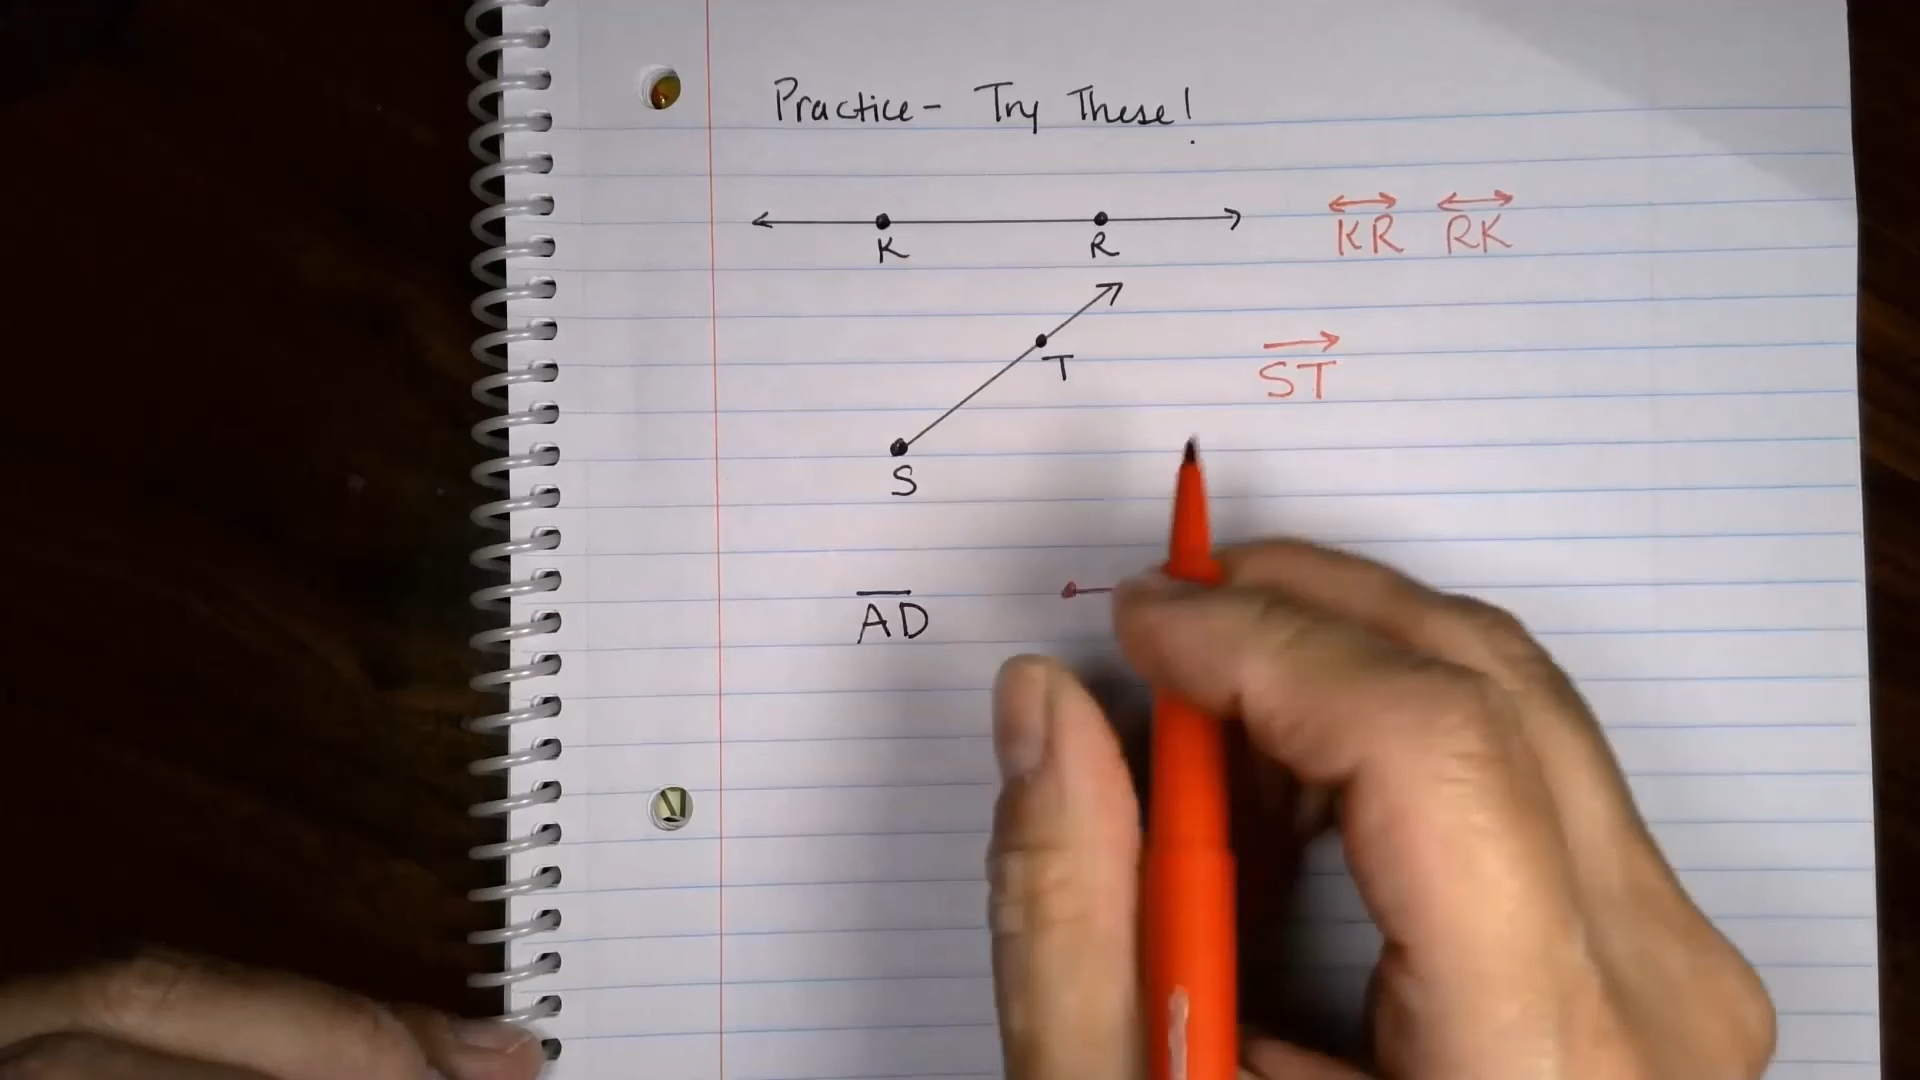 Practice - Try These!
K R KR RK
T ST
S
AD